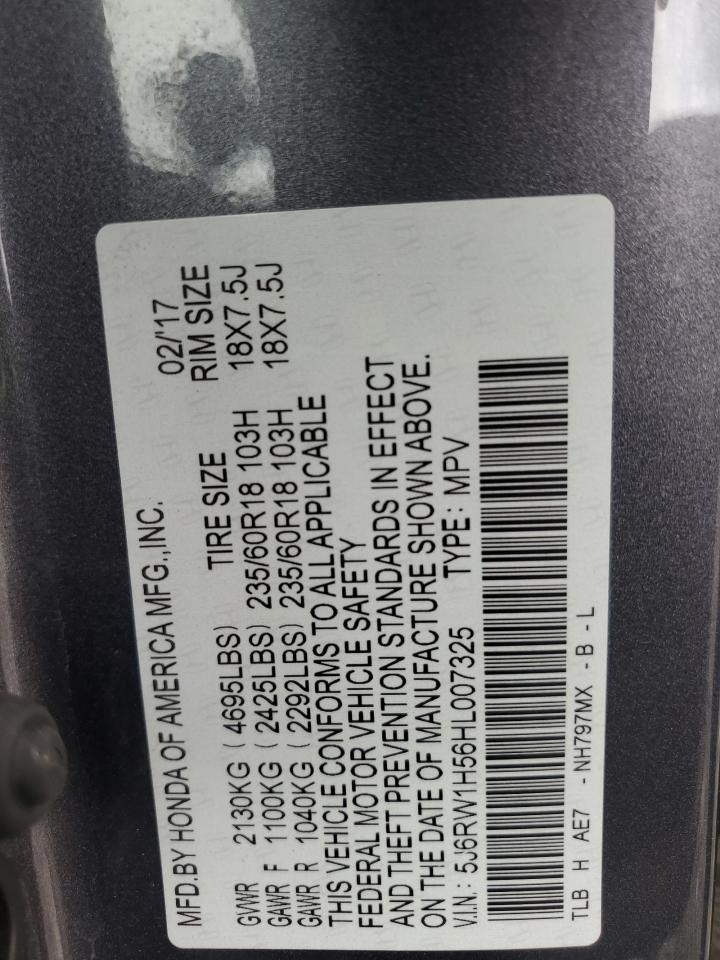 MFD.BY HONDA OF AMERICA MFG.,INC. 02/'17
TIRE SIZE RIM SIZE
GVWR 2130KG ( 4695LBS)
GAWR F 1100KG ( 2425LBS) 235/60R18 103H 18X7.5J
GAWR R 1040KG ( 2292LBS) 235/60R18 103H 18X7.5J
THIS VEHICLE CONFORMS TO ALL APPLICABLE
FEDERAL MOTOR VEHICLE SAFETY
AND THEFT PREVENTION STANDARDS IN EFFECT
ON THE DATE OF MANUFACTURE SHOWN ABOVE.
V.I.N.: 5J6RW1H56HL007325 TYPE: MPV
TLB H AE7 - NH797MX - B - L